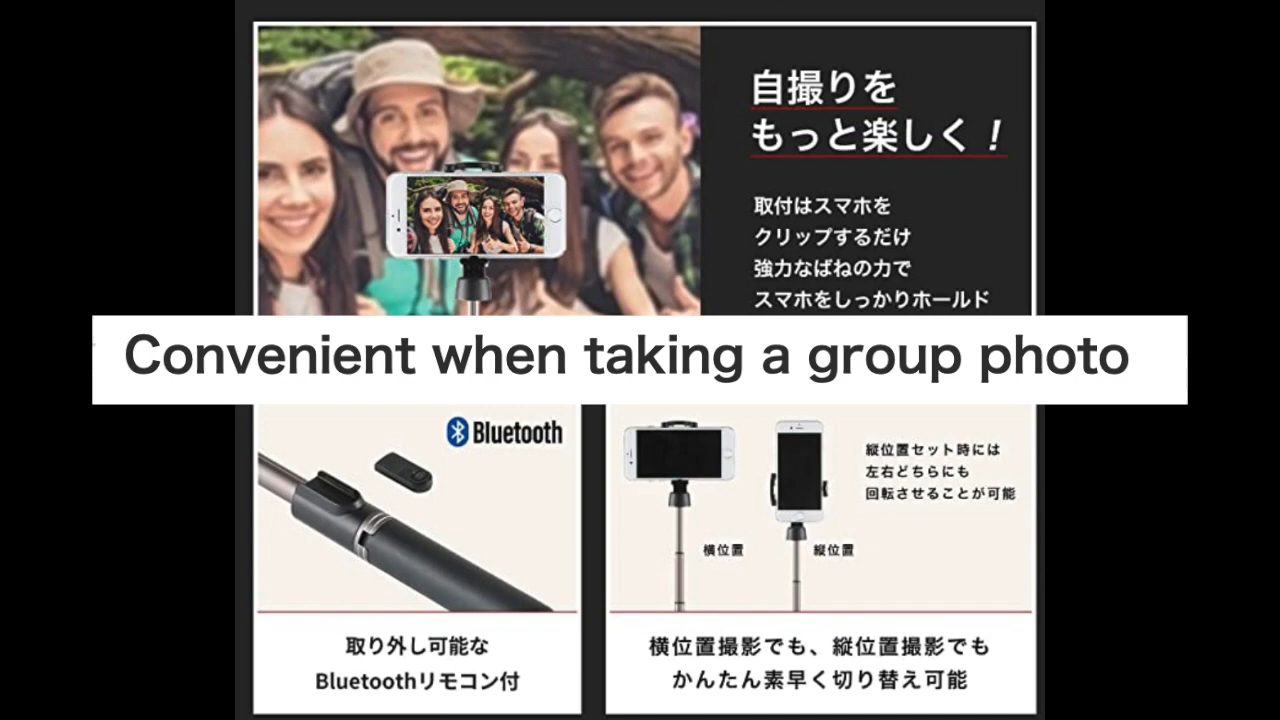 自撮りを
もっと楽しく！
取付はスマホを
クリップするだけ
強力なばねの力で
スマホをしっかりホールド
Convenient when taking a group photo
Bluetooth
縦位置セット時には
左右どちらにも
回転させることが可能
横位置
縦位置
取り外し可能な
Bluetoothリモコン付
横位置撮影でも、縦位置撮影でも
かんたん素早く切り替え可能